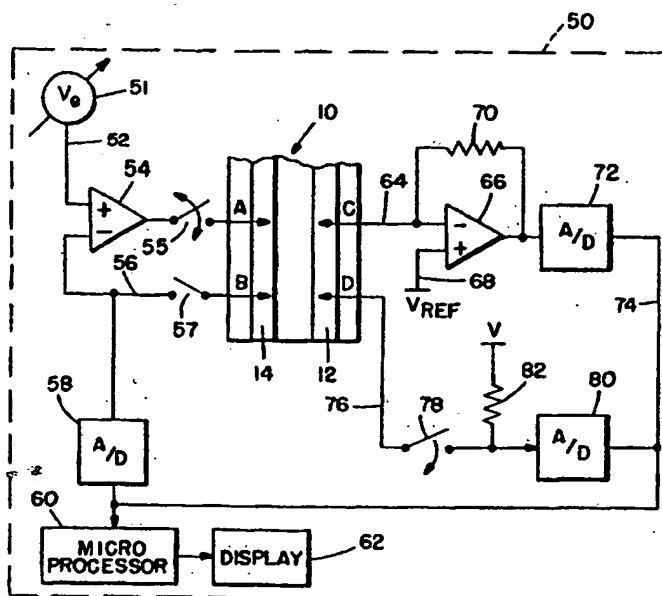 50
Ve
51
52
10
70
54
+
-
55
A
C
64
66
-
+
72
A/D
56
57
B
D
68
VREF
74
V
14
12
82
58
A/D
76
78
80
A/D
60
MICRO
PROCESSOR
DISPLAY
62